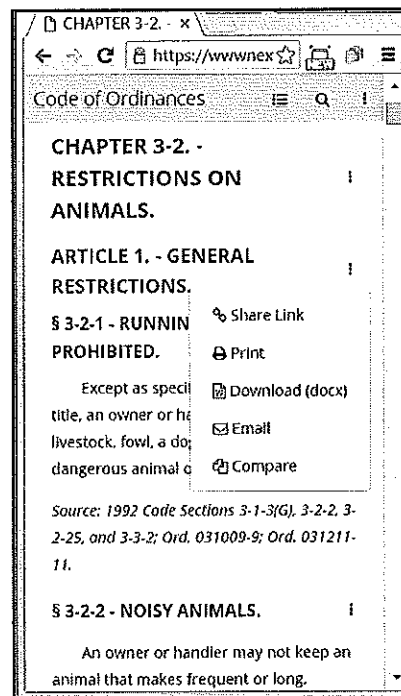 CHAPTER 3-2. - ×
https://wwwnex
Code of Ordinances
CHAPTER 3-2. -
RESTRICTIONS ON
ANIMALS.
ARTICLE 1. - GENERAL
RESTRICTIONS.
§ 3-2-1 - RUNNIN
PROHIBITED.
Share Link
Print
Download (docx)
Email
Compare
Except as speci
title, an owner or ha
livestock, fowl, a do
dangerous animal o
Source: 1992 Code Sections 3-1-3(G), 3-2-2, 3-
2-25, and 3-3-2; Ord. 031009-9; Ord. 031211-
11.
§ 3-2-2 - NOISY ANIMALS.
An owner or handler may not keep an
animal that makes frequent or long,